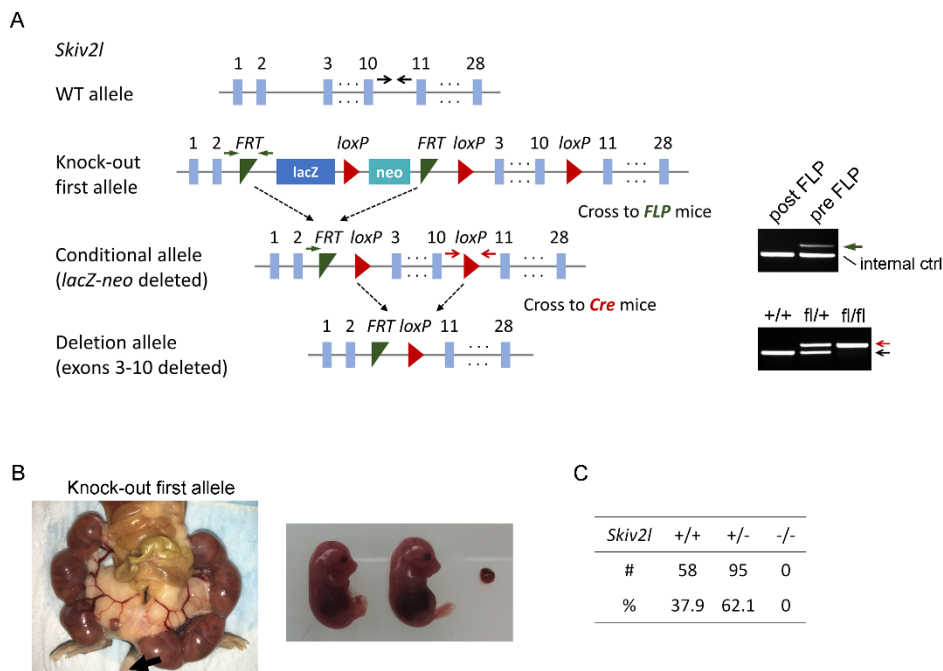 A
Skiv2l
1 2 3 10 11 28
WT allele
1 2 FRT loxP FRT loxP 3 10 loxP 11 28
Knock-out
first allele
lacZ neo
Cross to FLP mice
1 2 FRT loxP 3 10 loxP 11 28
Conditional allele
(lacZ-neo deleted)
Cross to Cre mice
1 2 FRT loxP 11 28
Deletion allele
(exons 3-10 deleted)
post FLP
pre FLP
internal ctrl
+/+ fl/+ fl/fl
B
Knock-out first allele
C
Skiv2l +/+ +/- -/-
# 58 95 0
% 37.9 62.1 0